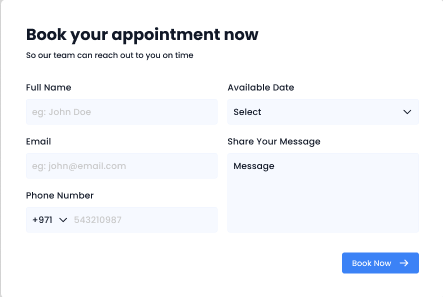 Book your appointment now
So our team can reach out to you on time
Full Name
eg: John Doe
Email
eg: john@email.com
Phone Number
+971 543210987
Available Date
Select
Share Your Message
Message
Book Now